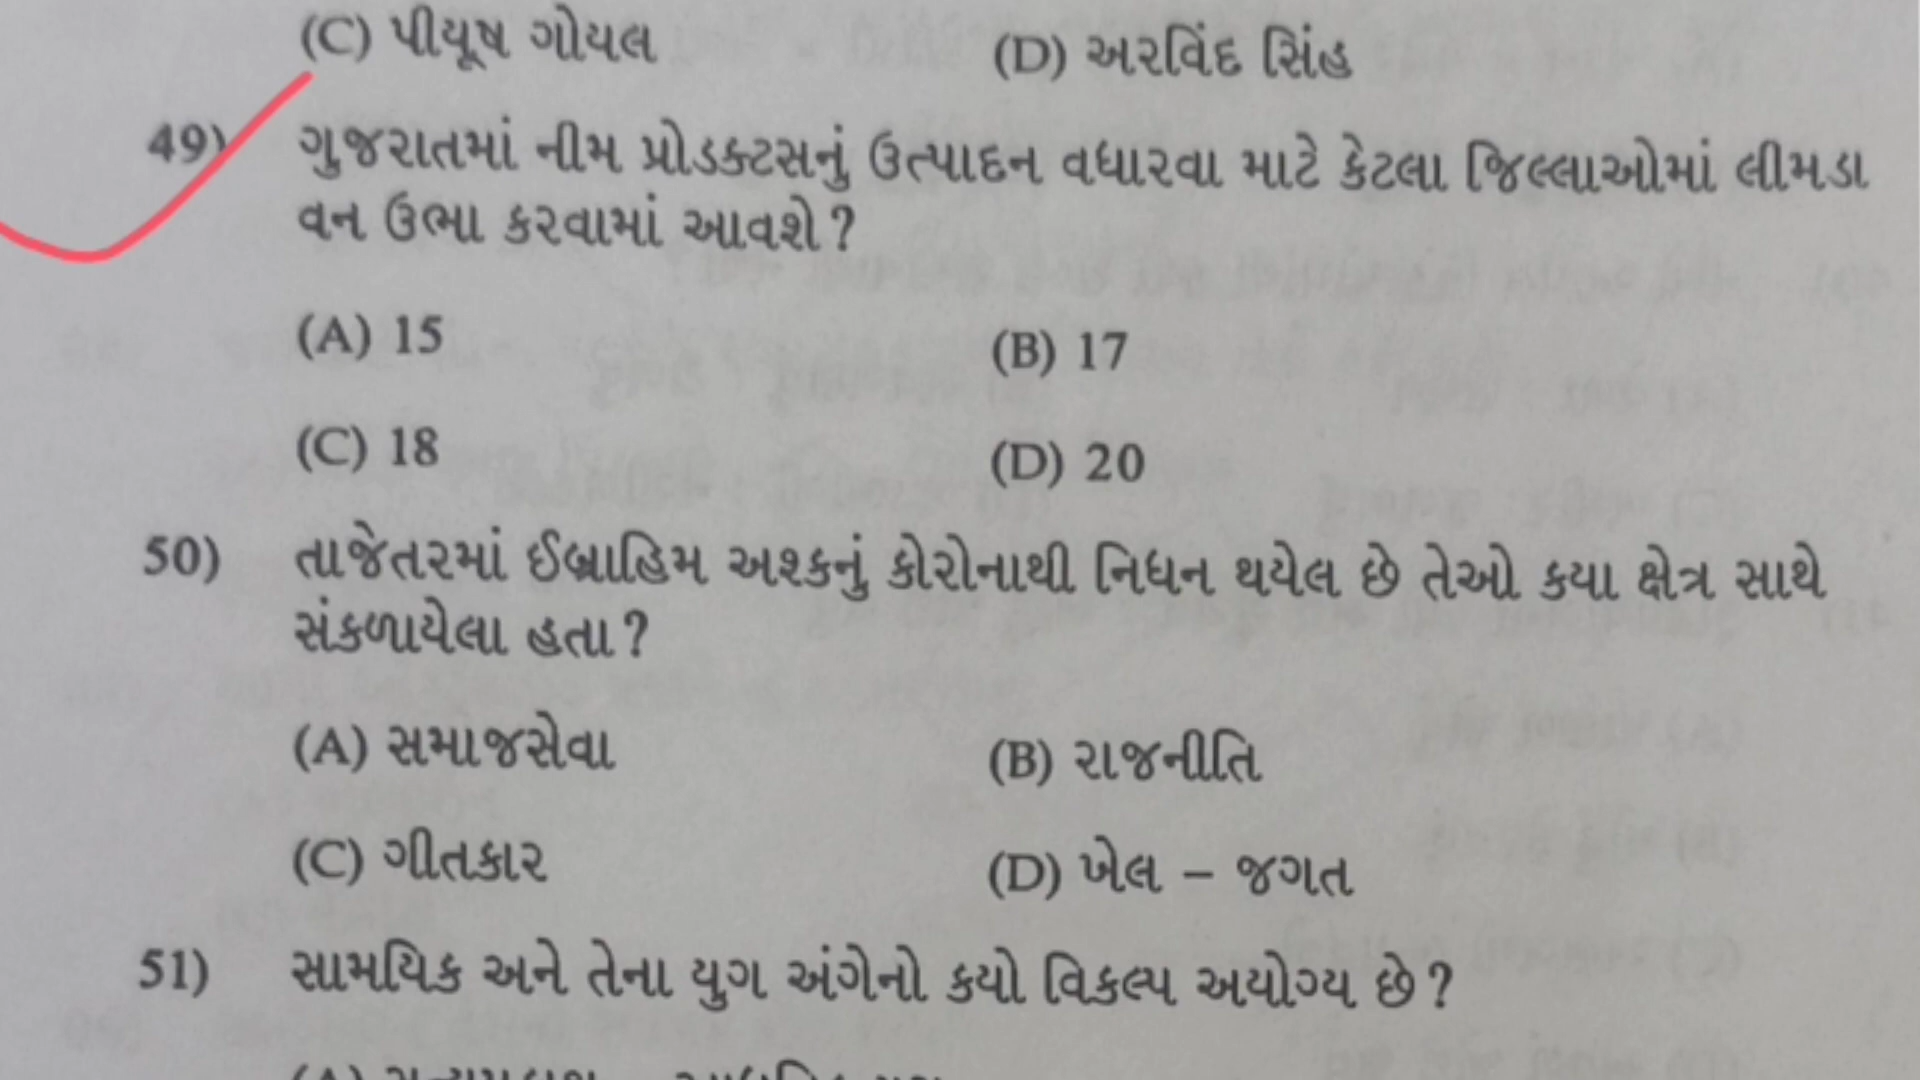 (C) પીયૂષ ગોયલ (D) અરવિંદ સિંહ
49) ગુજરાતમાં નીમ પ્રોડક્ટસનું ઉત્પાદન વધારવા માટે કેટલા જિલ્લાઓમાં લીમડા
વન ઉભા કરવામાં આવશે ?
(A) 15 (B) 17
(C) 18 (D) 20
50) તાજેતરમાં ઈબ્રાહિમ અશ્કનું કોરોનાથી નિધન થયેલ છે તેઓ કયા ક્ષેત્ર સાથે
સંકળાયેલા હતા ?
(A) સમાજસેવા (B) રાજનીતિ
(C) ગીતકાર (D) ખેલ – જગત
51) સામયિક અને તેના યુગ અંગેનો કયો વિકલ્પ અયોગ્ય છે ?